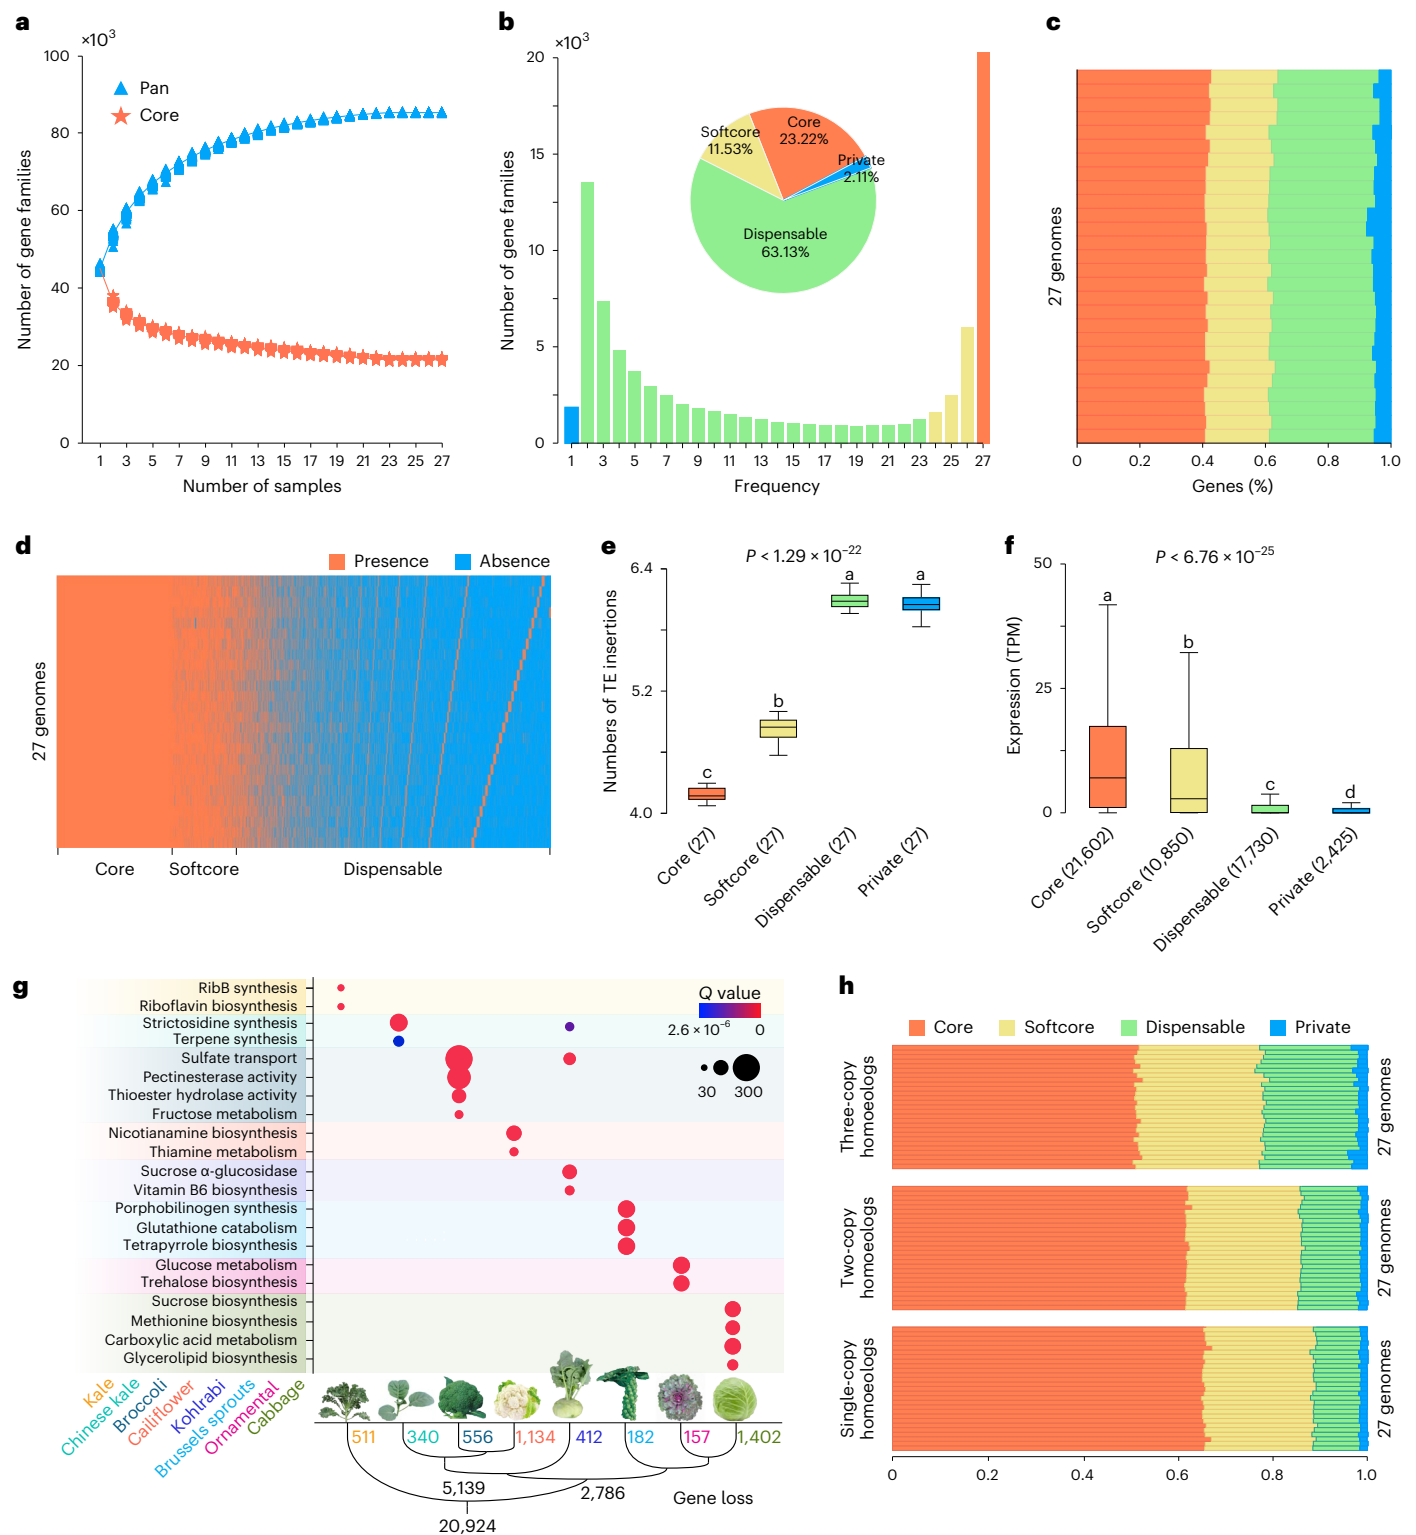 a
×10³
100
80
60
40
20
0
Number of gene families
Pan
Core
1 3 5 7 9 11 13 15 17 19 21 23 25 27
Number of samples
b
×10³
20
15
10
5
0
Number of gene families
Core
23.22%
Softcore
11.53%
Private
2.11%
Dispensable
63.13%
1 3 5 7 9 11 13 15 17 19 21 23 25 27
Frequency
c
27 genomes
0 0.2 0.4 0.6 0.8 1.0
Genes (%)
d
Presence Absence
27 genomes
Core Softcore Dispensable
e
P < 1.29 × 10⁻²²
6.4
5.2
4.0
Numbers of TE insertions
c
b
a
a
Core (27)
Softcore (27)
Dispensable (27)
Private (27)
f
P < 6.76 × 10⁻²⁵
50
25
0
Expression (TPM)
a
b
c
d
Core (21,602)
Softcore (10,850)
Dispensable (17,730)
Private (2,425)
g
RibB synthesis
Riboflavin biosynthesis
Strictosidine synthesis
Terpene synthesis
Sulfate transport
Pectinesterase activity
Thioester hydrolase activity
Fructose metabolism
Nicotianamine biosynthesis
Thiamine metabolism
Sucrose α-glucosidase
Vitamin B6 biosynthesis
Porphobilinogen synthesis
Glutathione catabolism
Tetrapyrrole biosynthesis
Glucose metabolism
Trehalose biosynthesis
Sucrose biosynthesis
Methionine biosynthesis
Carboxylic acid metabolism
Glycerolipid biosynthesis
Q value
2.6 × 10⁻⁶ 0
30 300
Kale
Chinese kale
Broccoli
Cailiflower
Kohlrabi
Brussels sprouts
Ornamental
Cabbage
511 340 556 1,134 412 182 157 1,402
5,139
2,786
Gene loss
20,924
h
Core Softcore Dispensable Private
Three-copy
homoeologs
27 genomes
Two-copy
homoeologs
27 genomes
Single-copy
homoeologs
27 genomes
0 0.2 0.4 0.6 0.8 1.0